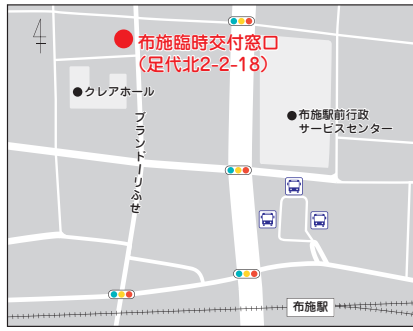 布施臨時交付窓口
(足代北2-2-18)
クレアホール
布施駅前行政
サービスセンター
ブランドーリふせ
布施駅